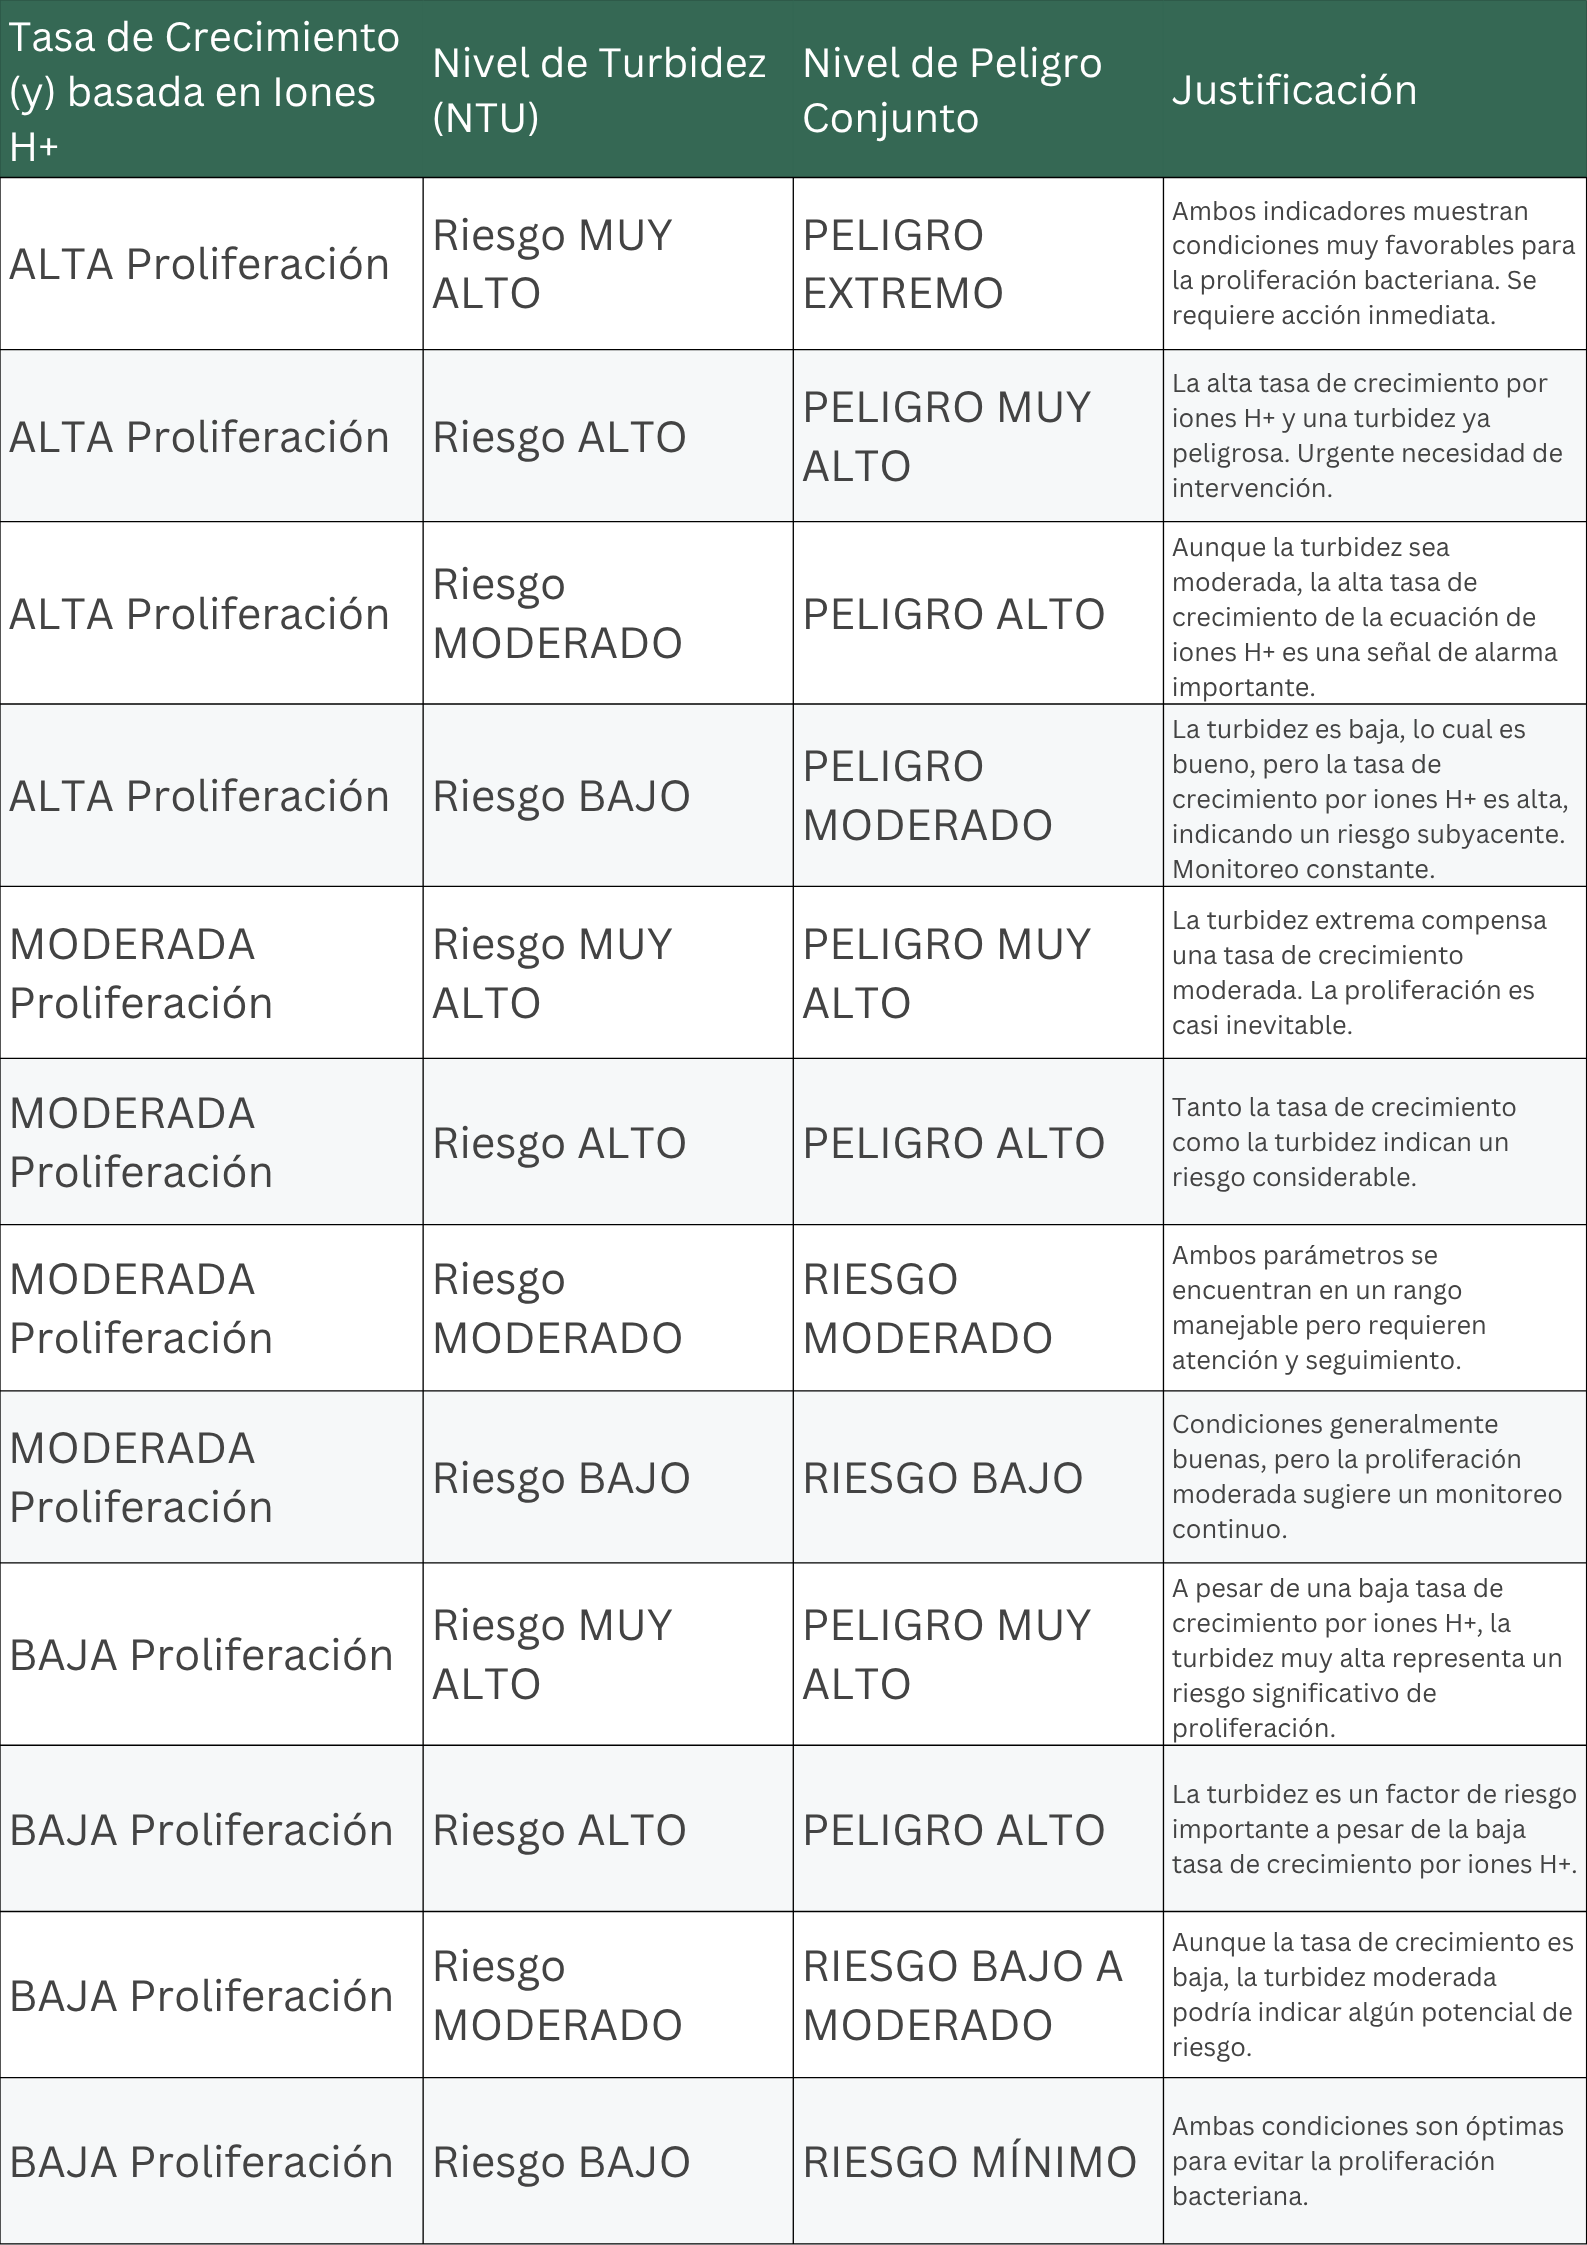 Tasa de Crecimiento
(y) basada en Iones
H+
Nivel de Turbidez
(NTU)
Nivel de Peligro
Conjunto
Justificación
ALTA Proliferación
Riesgo MUY
ALTO
PELIGRO
EXTREMO
Ambos indicadores muestran
condiciones muy favorables para
la proliferación bacteriana. Se
requiere acción inmediata.
ALTA Proliferación
Riesgo ALTO
PELIGRO MUY
ALTO
La alta tasa de crecimiento por
iones H+ y una turbidez ya
peligrosa. Urgente necesidad de
intervención.
ALTA Proliferación
Riesgo
MODERADO
PELIGRO ALTO
Aunque la turbidez sea
moderada, la alta tasa de
crecimiento de la ecuación de
iones H+ es una señal de alarma
importante.
ALTA Proliferación
Riesgo BAJO
PELIGRO
MODERADO
La turbidez es baja, lo cual es
bueno, pero la tasa de
crecimiento por iones H+ es alta,
indicando un riesgo subyacente.
Monitoreo constante.
MODERADA
Proliferación
Riesgo MUY
ALTO
PELIGRO MUY
ALTO
La turbidez extrema compensa
una tasa de crecimiento
moderada. La proliferación es
casi inevitable.
MODERADA
Proliferación
Riesgo ALTO
PELIGRO ALTO
Tanto la tasa de crecimiento
como la turbidez indican un
riesgo considerable.
MODERADA
Proliferación
Riesgo
MODERADO
RIESGO
MODERADO
Ambos parámetros se
encuentran en un rango
manejable pero requieren
atención y seguimiento.
MODERADA
Proliferación
Riesgo BAJO
RIESGO BAJO
Condiciones generalmente
buenas, pero la proliferación
moderada sugiere un monitoreo
continuo.
BAJA Proliferación
Riesgo MUY
ALTO
PELIGRO MUY
ALTO
A pesar de una baja tasa de
crecimiento por iones H+, la
turbidez muy alta representa un
riesgo significativo de
proliferación.
BAJA Proliferación
Riesgo ALTO
PELIGRO ALTO
La turbidez es un factor de riesgo
importante a pesar de la baja
tasa de crecimiento por iones H+.
BAJA Proliferación
Riesgo
MODERADO
RIESGO BAJO A
MODERADO
Aunque la tasa de crecimiento es
baja, la turbidez moderada
podría indicar algún potencial de
riesgo.
BAJA Proliferación
Riesgo BAJO
RIESGO MÍNIMO
Ambas condiciones son óptimas
para evitar la proliferación
bacteriana.